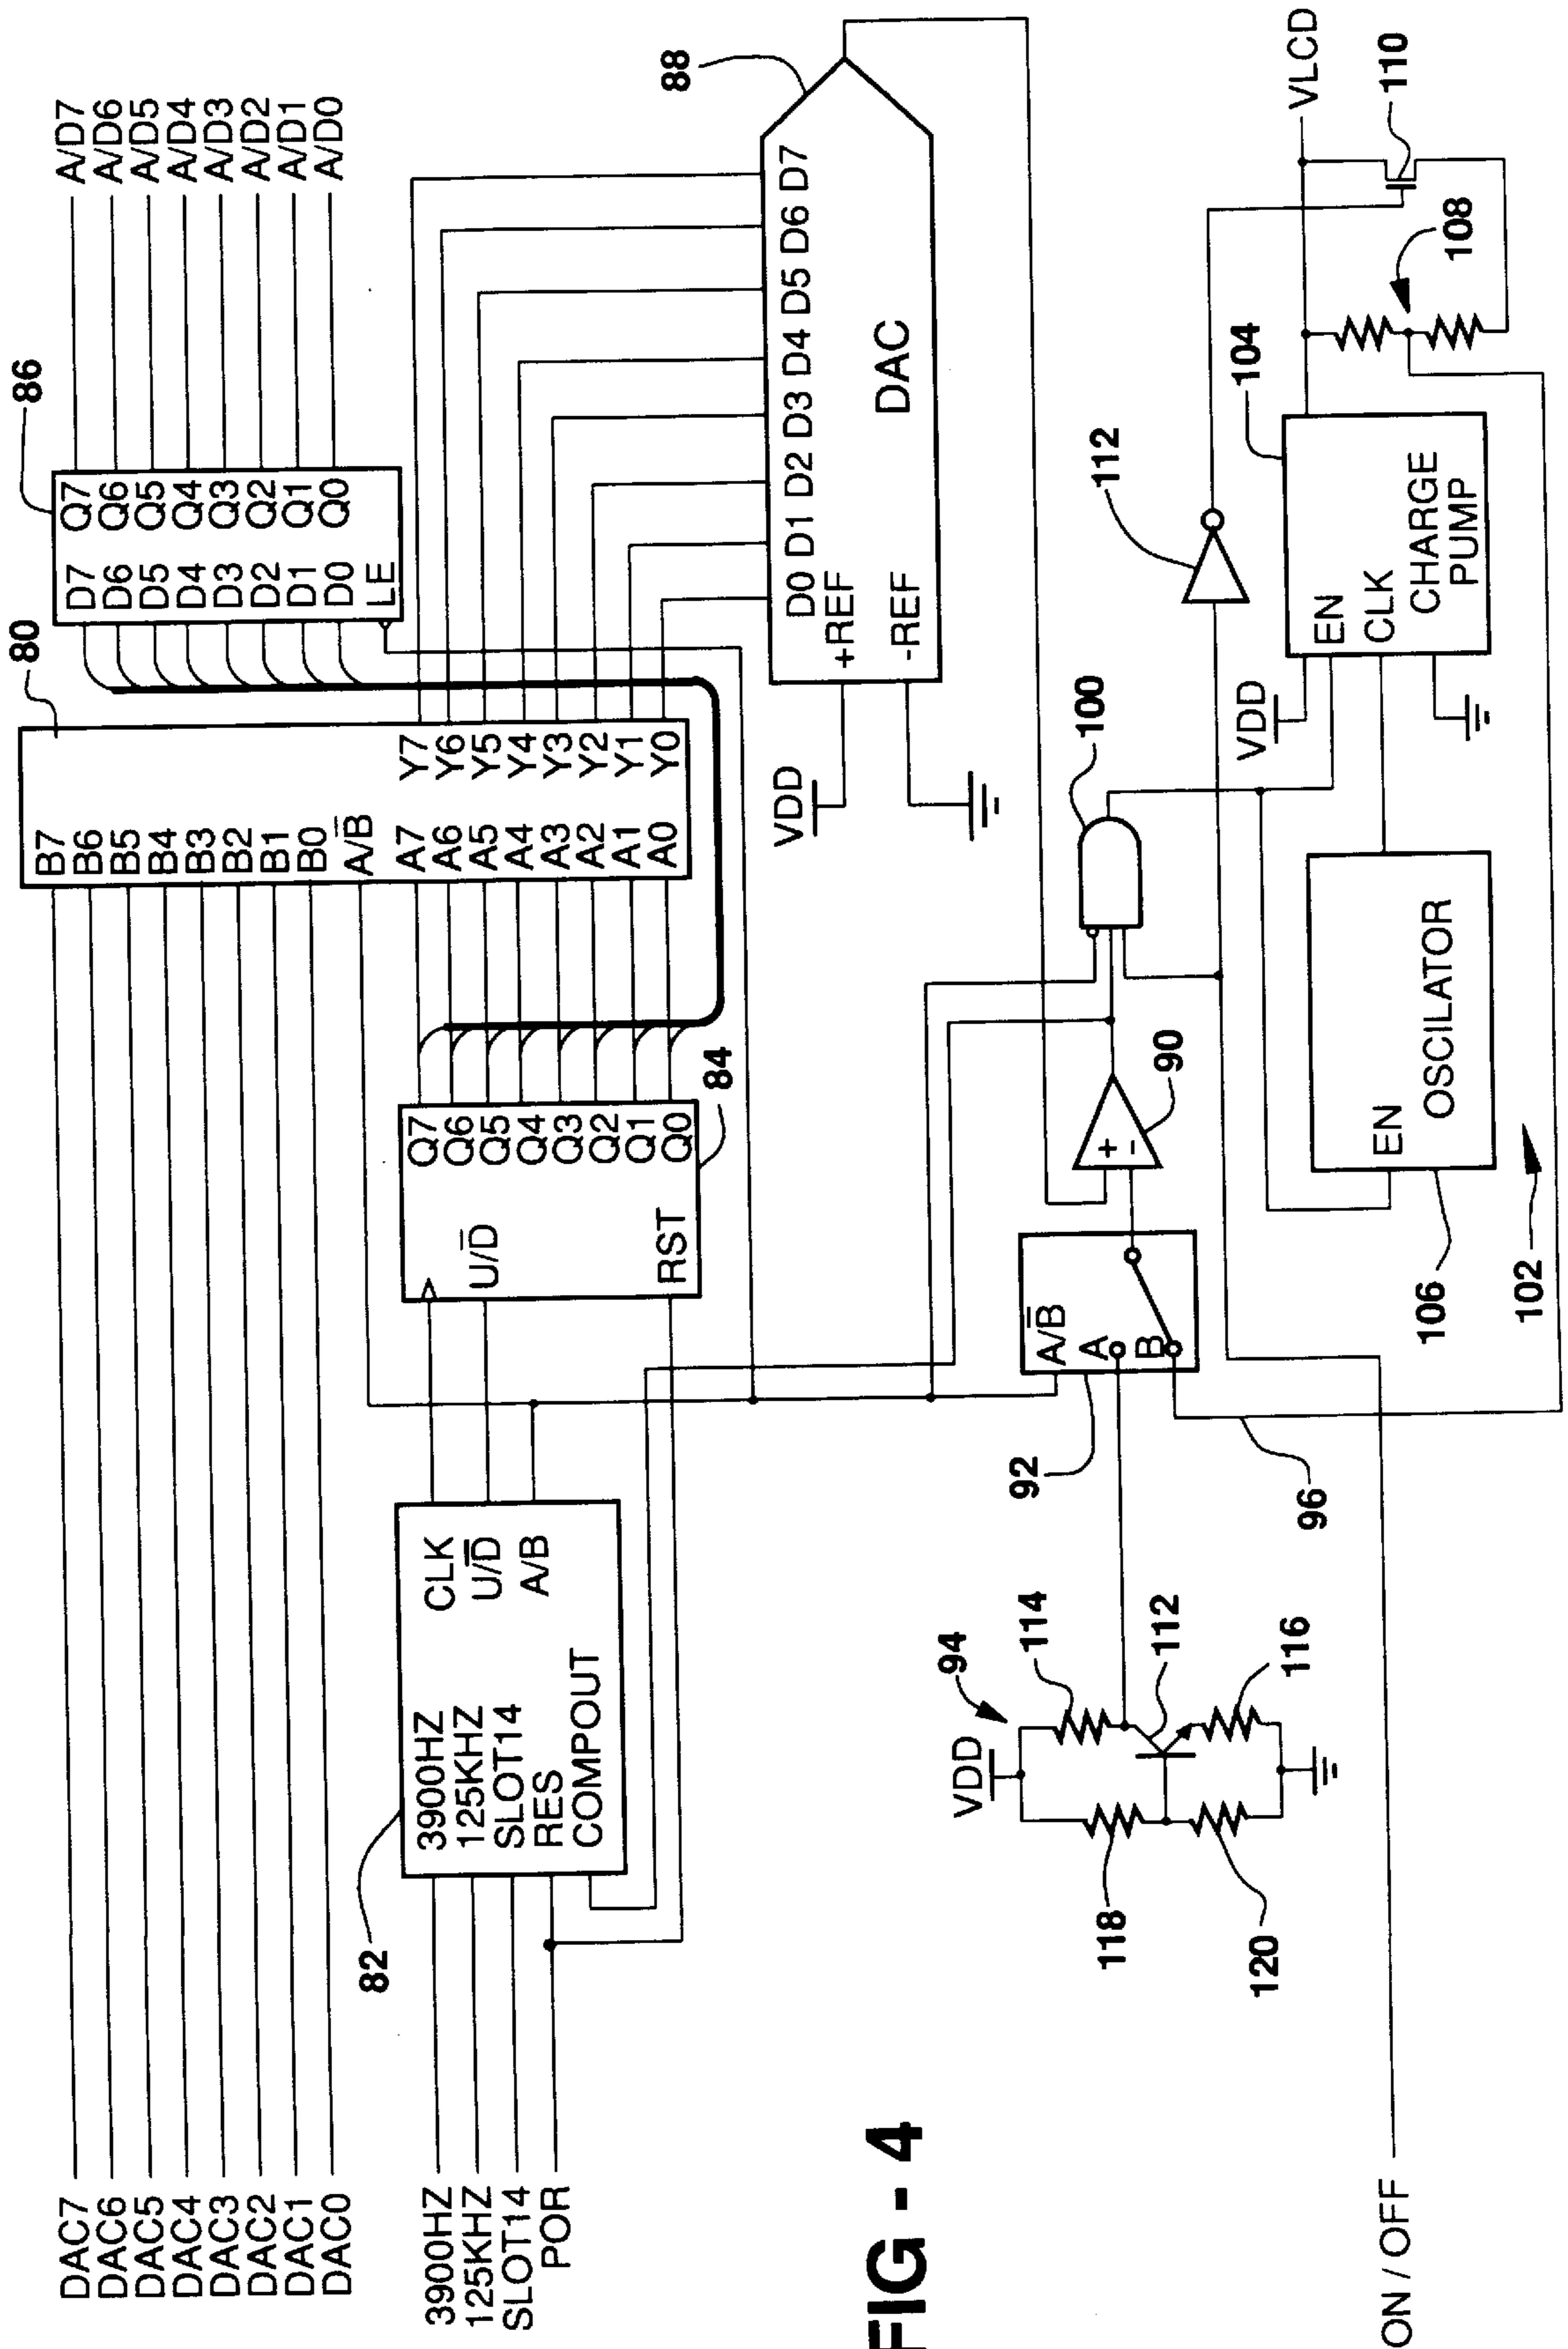 DAC7
DAC6
DAC5
DAC4
DAC3
DAC2
DAC1
DAC0
3900HZ
125KHZ
SLOT14
POR
82
3900HZ
125KHZ
SLOT14
RES
COMPOUT
CLK
U/D̅
A/B
U/D̅
RST
Q7
Q6
Q5
Q4
Q3
Q2
Q1
Q0
84
80
B7
B6
B5
B4
B3
B2
B1
B0
A/B̅
A7
A6
A5
A4
A3
A2
A1
A0
Y7
Y6
Y5
Y4
Y3
Y2
Y1
Y0
86
D7
D6
D5
D4
D3
D2
D1
D0
LE
Q7
Q6
Q5
Q4
Q3
Q2
Q1
Q0
A/D7
A/D6
A/D5
A/D4
A/D3
A/D2
A/D1
A/D0
88
D0 D1 D2 D3 D4 D5 D6 D7
+REF
-REF
DAC
VDD
94
VDD
114
112
116
118
120
92
A/B̅
A
B
96
+
-
90
100
112
102
106
EN
OSCILATOR
VDD
104
EN
CLK
CHARGE
PUMP
108
110
VLCD
ON / OFF
FIG - 4